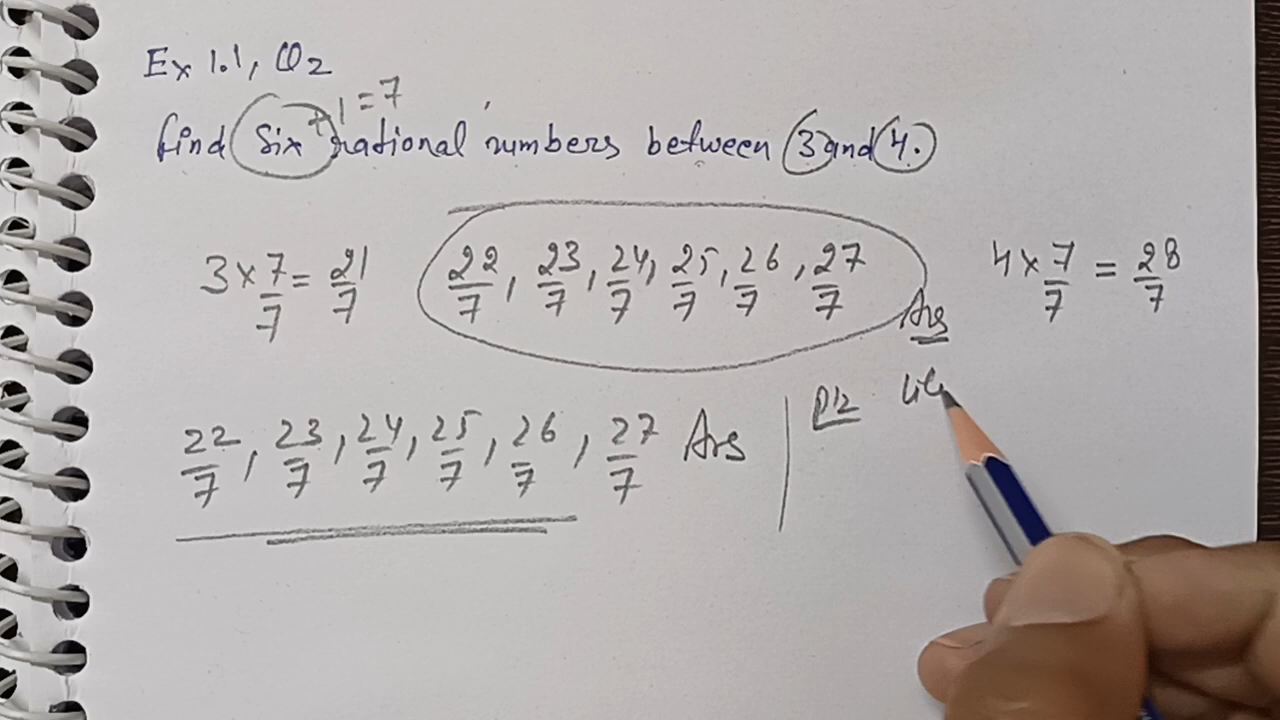 Ex 1.1, Q2
+1 = 7
find six rational numbers between 3 and 4.
3 × 7/7 = 21/7 22/7, 23/7, 24/7, 25/7, 26/7, 27/7 4 × 7/7 = 28/7
Ans
22/7, 23/7, 24/7, 25/7, 26/7, 27/7 Ans
Plz